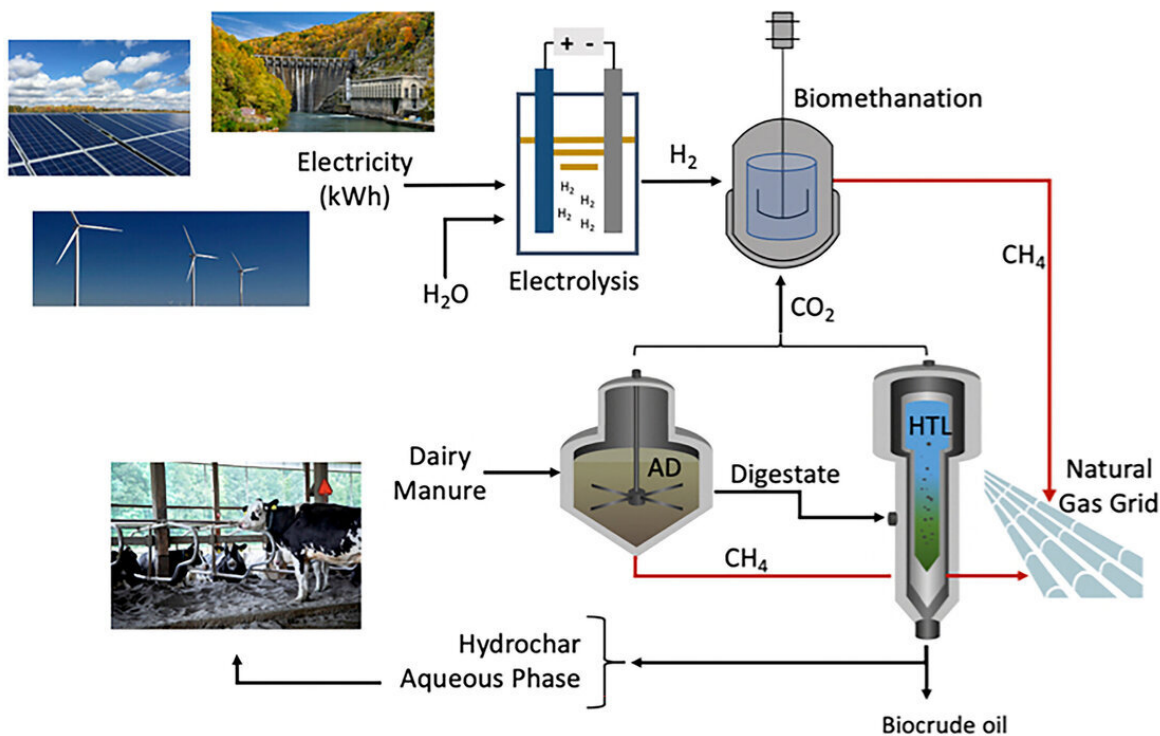 Electricity
(kWh)
H₂O
+ -
H₂
H₂
H₂
H₂
Electrolysis
H₂
Biomethanation
CH₄
CO₂
Dairy
Manure
AD
Digestate
HTL
Natural
Gas Grid
CH₄
Hydrochar
Aqueous Phase
Biocrude oil